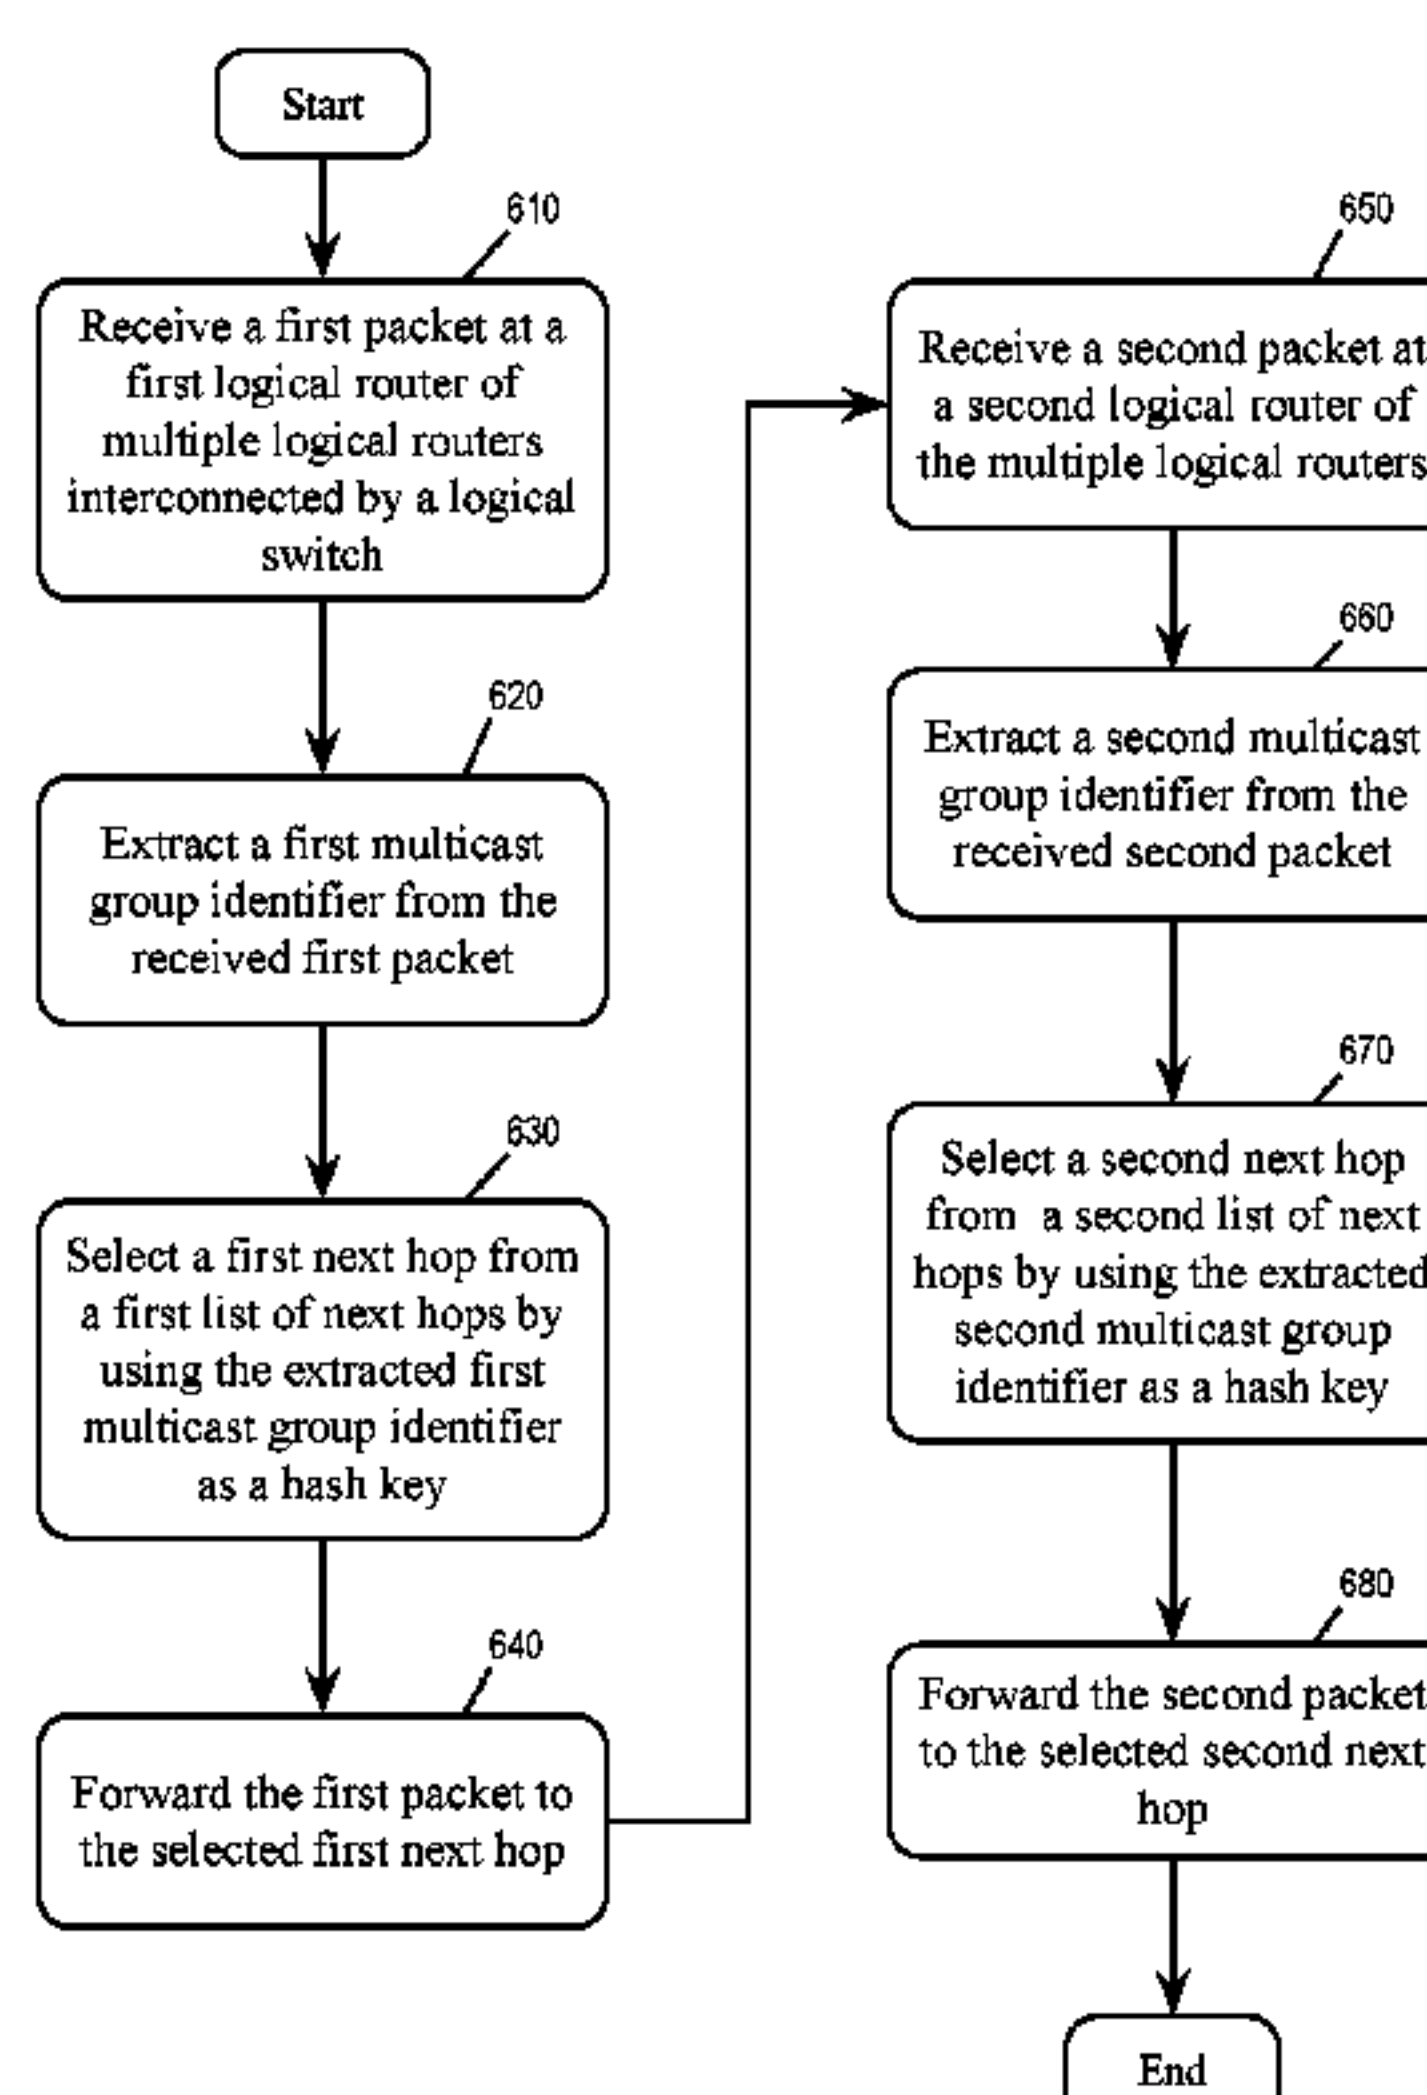 Start
610
Receive a first packet at a
first logical router of
multiple logical routers
interconnected by a logical
switch
620
Extract a first multicast
group identifier from the
received first packet
630
Select a first next hop from
a first list of next hops by
using the extracted first
multicast group identifier
as a hash key
640
Forward the first packet to
the selected first next hop
650
Receive a second packet at
a second logical router of
the multiple logical routers
660
Extract a second multicast
group identifier from the
received second packet
670
Select a second next hop
from a second list of next
hops by using the extracted
second multicast group
identifier as a hash key
680
Forward the second packet
to the selected second next
hop
End